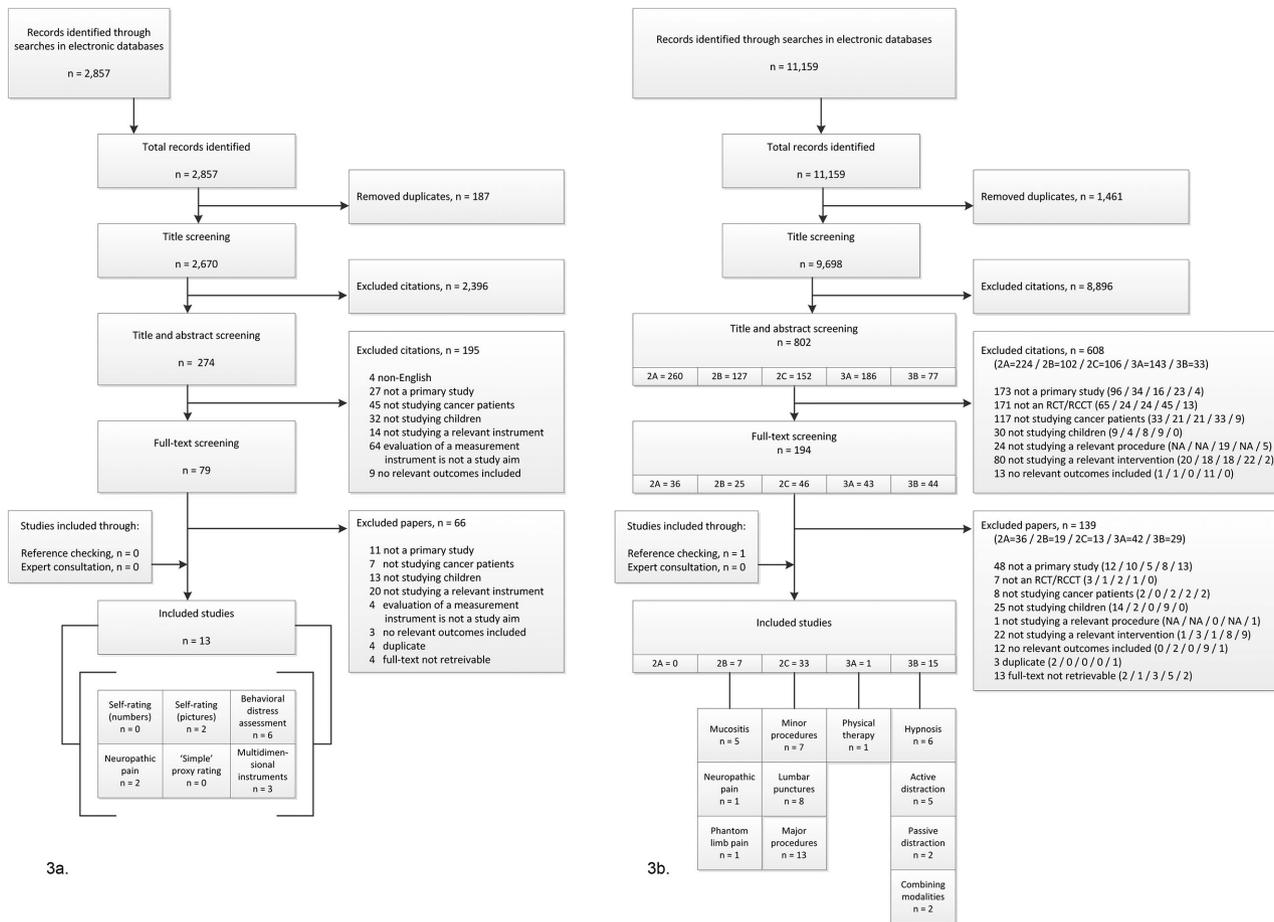 Records identified through
searches in electronic databases
n = 2,857
Total records identified
n = 2,857
Removed duplicates, n = 187
Title screening
n = 2,670
Excluded citations, n = 2,396
Title and abstract screening
n = 274
Excluded citations, n = 195
4 non-English
27 not a primary study
45 not studying cancer patients
32 not studying children
14 not studying a relevant instrument
64 evaluation of a measurement
instrument is not a study aim
9 no relevant outcomes included
Full-text screening
n = 79
Studies included through:
Reference checking, n = 0
Expert consultation, n = 0
Excluded papers, n = 66
11 not a primary study
7 not studying cancer patients
13 not studying children
20 not studying a relevant instrument
4 evaluation of a measurement
instrument is not a study aim
3 no relevant outcomes included
4 duplicate
4 full-text not retreivable
Included studies
n = 13
Self-rating
(numbers)
n = 0
Self-rating
(pictures)
n = 2
Behavioral
distress
assessment
n = 6
Neuropathic
pain
n = 2
'Simple'
proxy rating
n = 0
Multidimen-
sional
instruments
n = 3
3a.
Records identified through searches in electronic databases
n = 11,159
Total records identified
n = 11,159
Removed duplicates, n = 1,461
Title screening
n = 9,698
Excluded citations, n = 8,896
Title and abstract screening
n = 802
2A = 260
2B = 127
2C = 152
3A = 186
3B = 77
Excluded citations, n = 608
(2A=224 / 2B=102 / 2C=106 / 3A=143 / 3B=33)
173 not a primary study (96 / 34 / 16 / 23 / 4)
171 not an RCT/RCCT (65 / 24 / 24 / 45 / 13)
117 not studying cancer patients (33 / 21 / 21 / 33 / 9)
30 not studying children (9 / 4 / 8 / 9 / 0)
24 not studying a relevant procedure (NA / NA / 19 / NA / 5)
80 not studying a relevant intervention (20 / 18 / 18 / 22 / 2)
13 no relevant outcomes included (1 / 1 / 0 / 11 / 0)
Full-text screening
n = 194
2A = 36
2B = 25
2C = 46
3A = 43
3B = 44
Studies included through:
Reference checking, n = 1
Expert consultation, n = 0
Excluded papers, n = 139
(2A=36 / 2B=19 / 2C=13 / 3A=42 / 3B=29)
48 not a primary study (12 / 10 / 5 / 8 / 13)
7 not an RCT/RCCT (3 / 1 / 2 / 1 / 0)
8 not studying cancer patients (2 / 0 / 2 / 2 / 2)
25 not studying children (14 / 2 / 0 / 9 / 0)
1 not studying a relevant procedure (NA / NA / 0 / NA / 1)
22 not studying a relevant intervention (1 / 3 / 1 / 8 / 9)
12 no relevant outcomes included (0 / 2 / 0 / 9 / 1)
3 duplicate (2 / 0 / 0 / 0 / 1)
13 full-text not retrievable (2 / 1 / 3 / 5 / 2)
Included studies
2A = 0
2B = 7
2C = 33
3A = 1
3B = 15
Mucositis
n = 5
Minor
procedures
n = 7
Physical
therapy
n = 1
Hypnosis
n = 6
Neuropathic
pain
n = 1
Lumbar
punctures
n = 8
Active
distraction
n = 5
Phantom
limb pain
n = 1
Major
procedures
n = 13
Passive
distraction
n = 2
Combining
modalities
n = 2
3b.